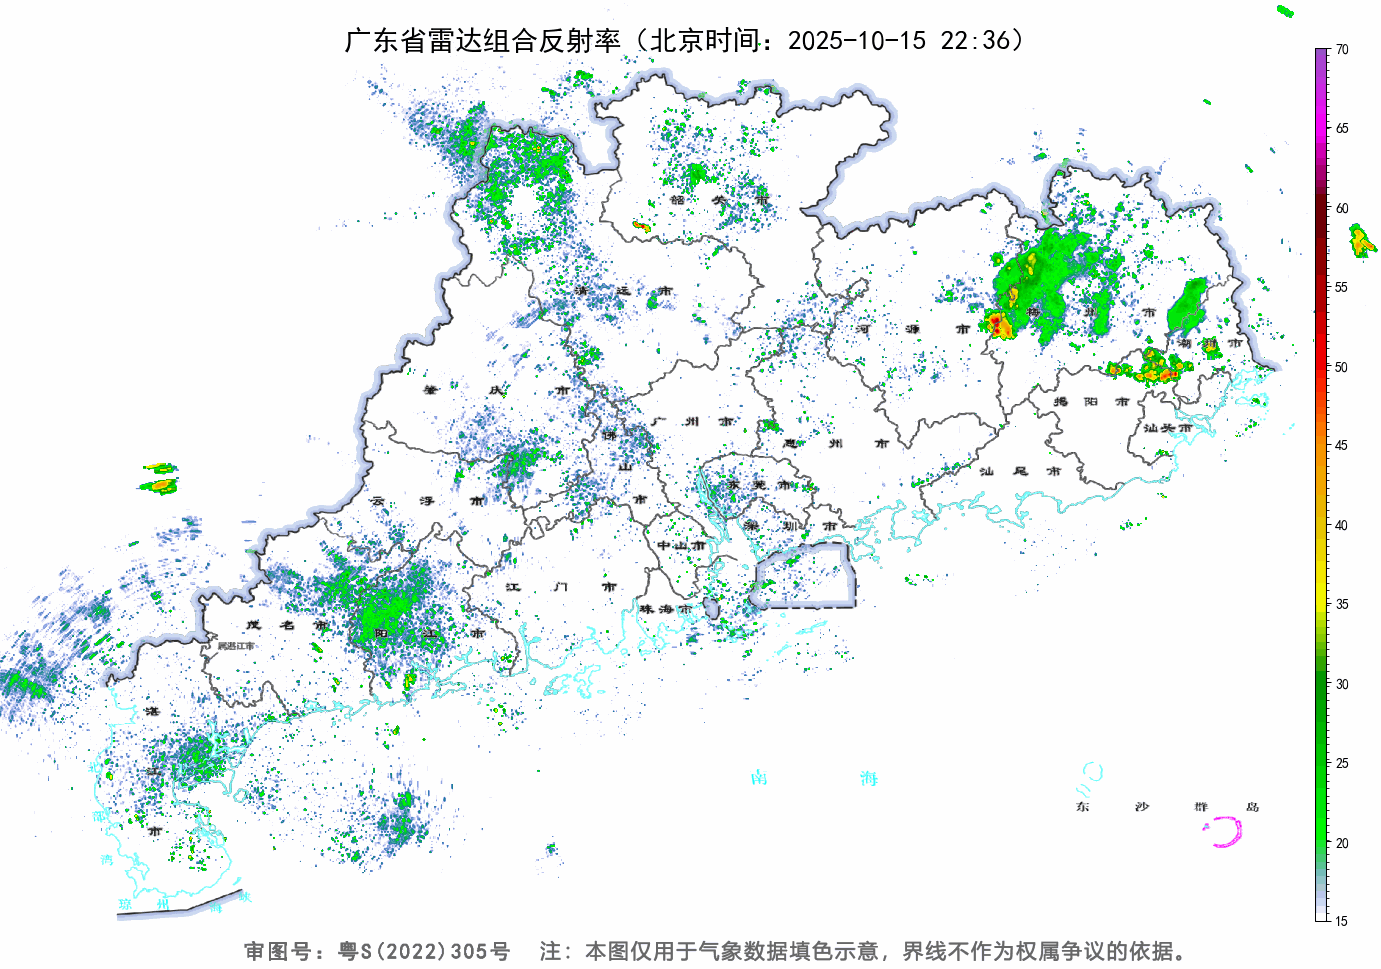 广东省雷达组合反射率（北京时间：2025-10-15 22:36）
70
65
60
55
50
45
40
35
30
25
20
15
韶 关 市
清 远 市
河 源 市
梅 州 市
潮 州 市
肇 庆 市
广 州 市
佛 山 市
惠 州 市
揭 阳 市
汕头市
汕 尾 市
东 莞 市
云 浮 市
深 圳 市
中山市
江 门 市
珠海市
茂 名 市
阳 江 市
属湛江市
湛 江 市
南 海
东 沙 群 岛
湾
琼 州 海 峡
审图号：粤S(2022)305号 注：本图仅用于气象数据填色示意，界线不作为权属争议的依据。